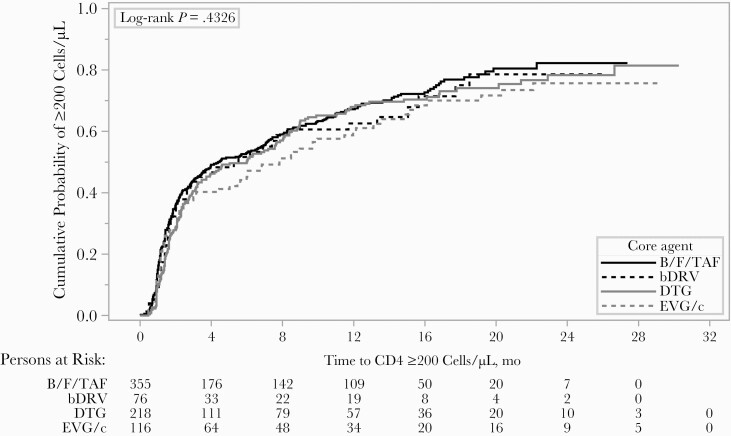 Cumulative Probability of ≥200 Cells/μL
1.0
0.8
0.6
0.4
0.2
0.0
Log-rank P = .4326
Core agent
B/F/TAF
bDRV
DTG
EVG/c
0 4 8 12 16 20 24 28 32
Persons at Risk: Time to CD4 ≥200 Cells/μL, mo
B/F/TAF 355 176 142 109 50 20 7 0
bDRV 76 33 22 19 8 4 2 0
DTG 218 111 79 57 36 20 10 3 0
EVG/c 116 64 48 34 20 16 9 5 0